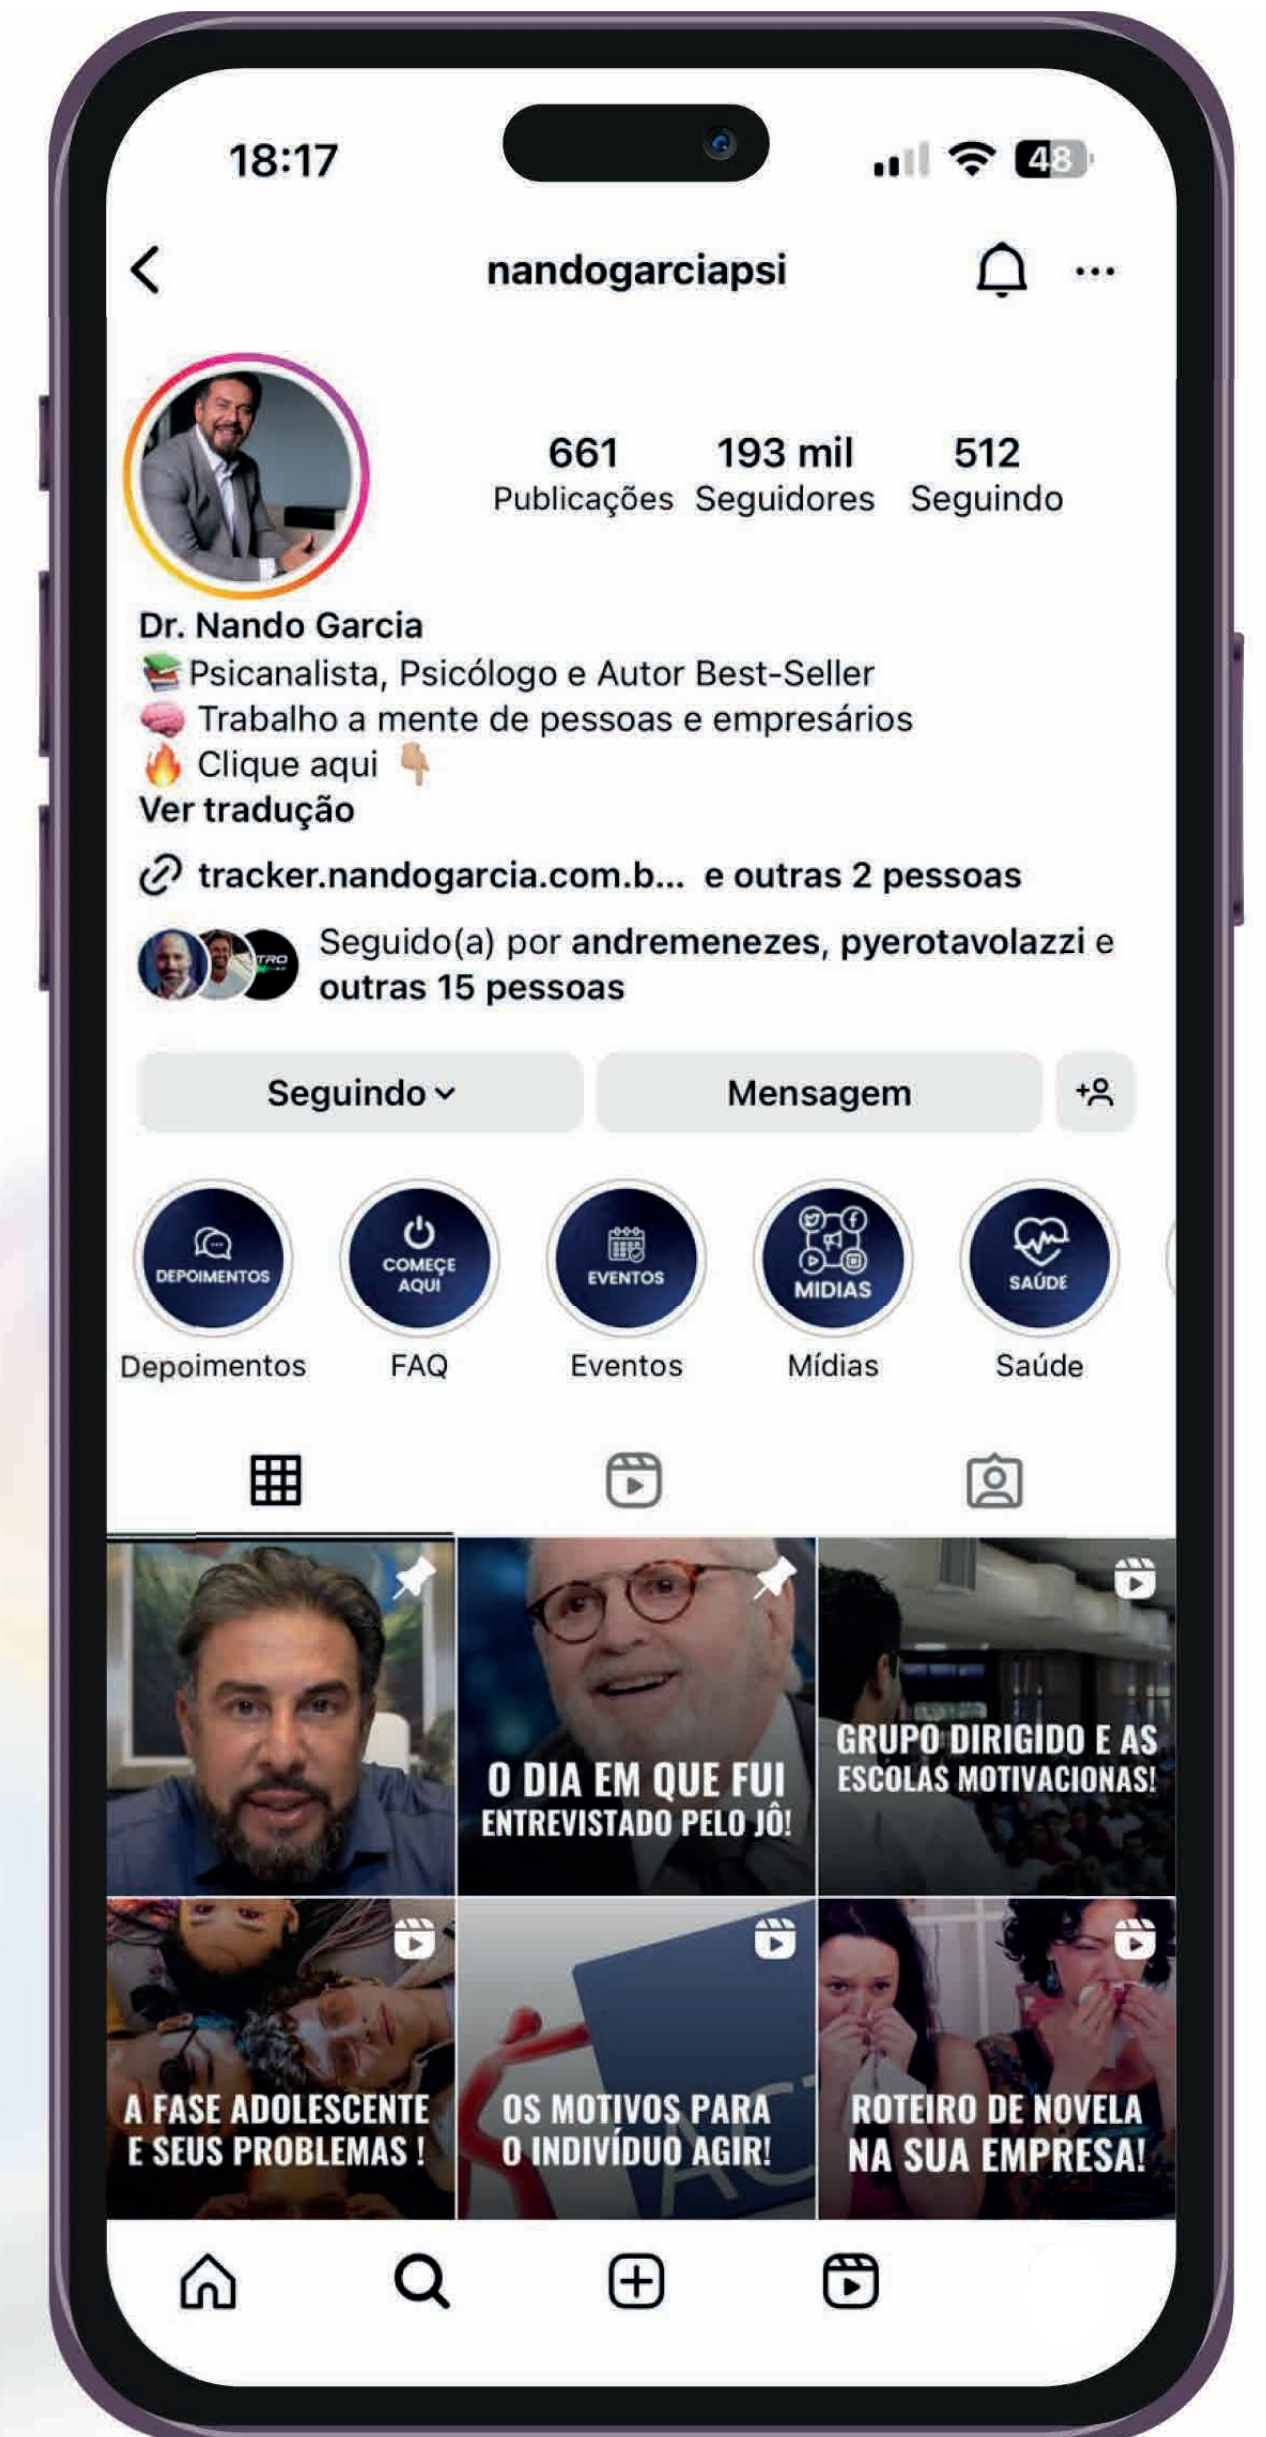 18:17
48
nandogarciapsi
661
193 mil
512
Publicações
Seguidores
Seguindo
Dr. Nando Garcia
Psicanalista, Psicólogo e Autor Best-Seller
Trabalho a mente de pessoas e empresários
Clique aqui
Ver tradução
tracker.nandogarcia.com.b... e outras 2 pessoas
TRO
Seguido(a) por andremenezes, pyerotavolazzi e
outras 15 pessoas
Seguindo
Mensagem
DEPOIMENTOS
COMEÇE
AQUI
EVENTOS
MIDIAS
SAÚDE
Depoimentos
FAQ
Eventos
Mídias
Saúde
O DIA EM QUE FUI
ENTREVISTADO PELO JÔ!
GRUPO DIRIGIDO E AS
ESCOLAS MOTIVACIONAS!
A FASE ADOLESCENTE
E SEUS PROBLEMAS !
ACT
OS MOTIVOS PARA
O INDIVÍDUO AGIR!
ROTEIRO DE NOVELA
NA SUA EMPRESA!